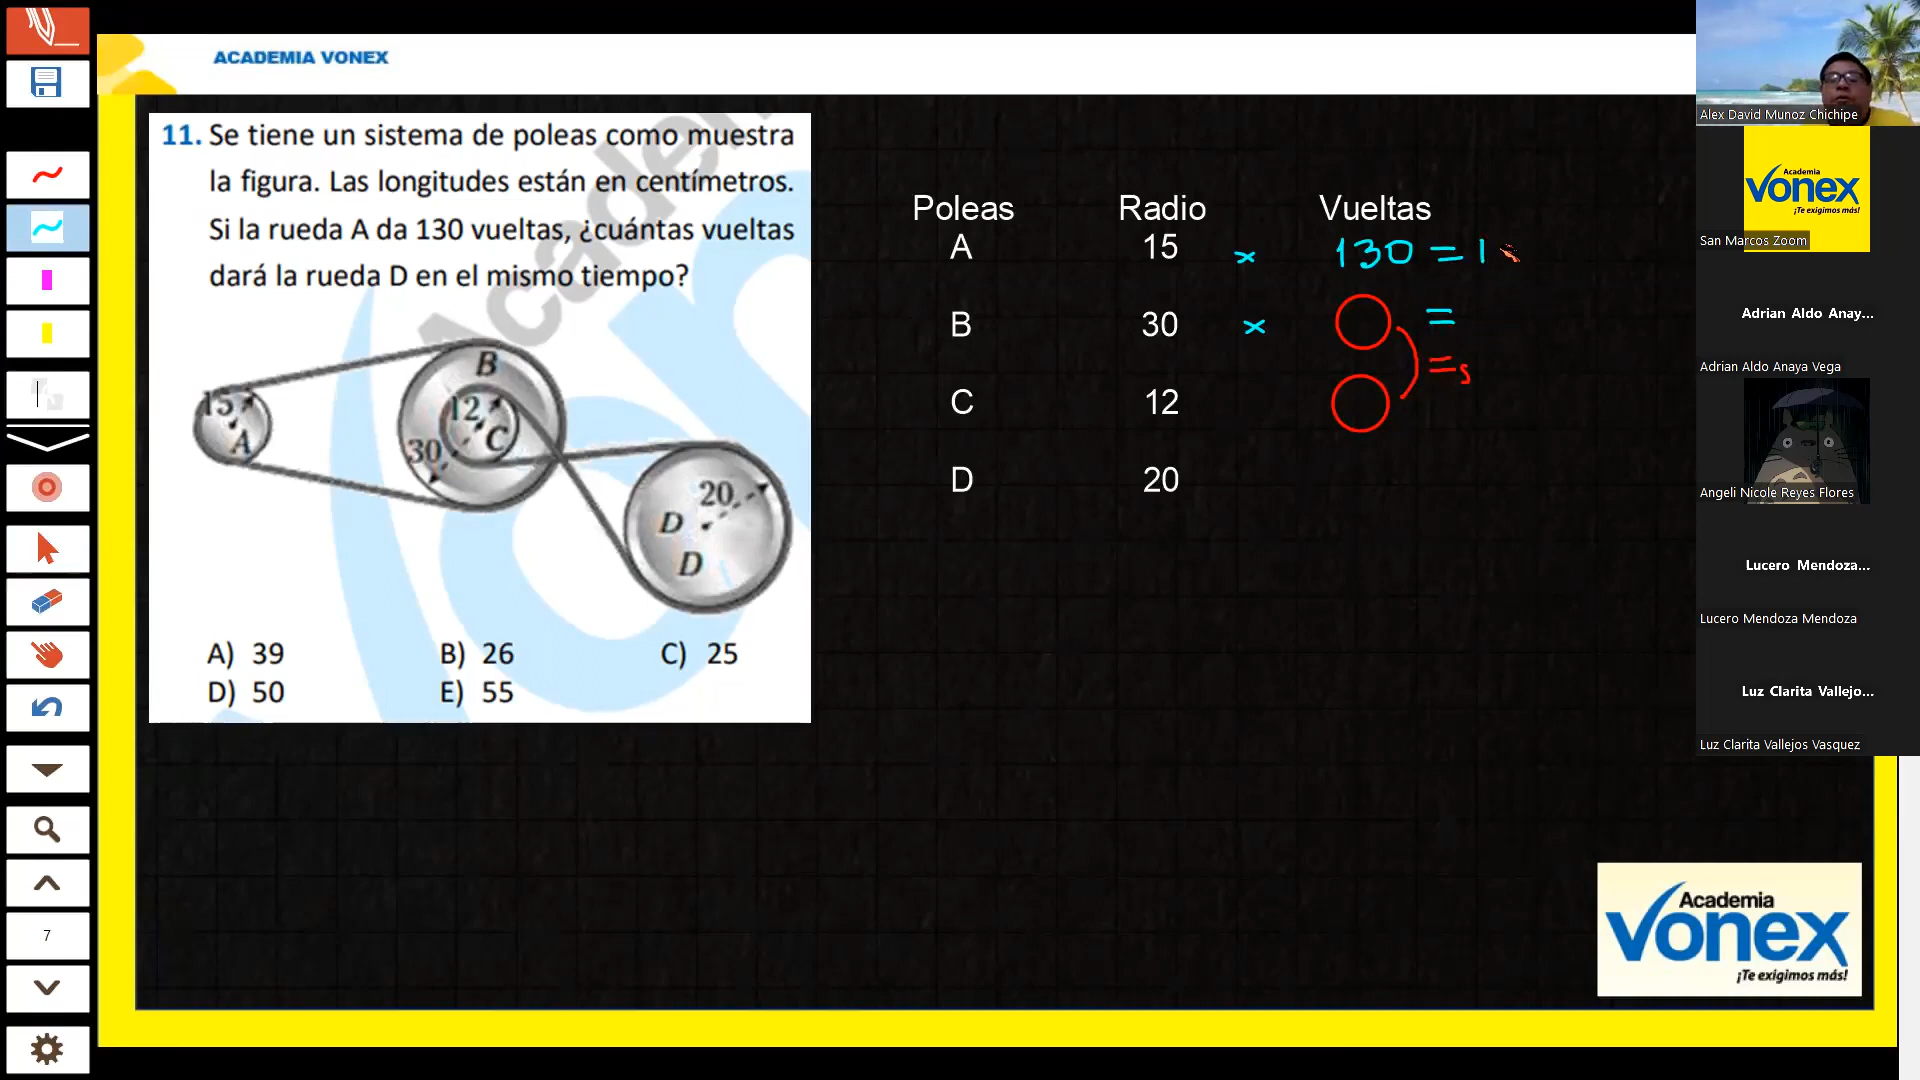 ACADEMIA VONEX
11. Se tiene un sistema de poleas como muestra
la figura. Las longitudes están en centímetros.
Si la rueda A da 130 vueltas, ¿cuántas vueltas
dará la rueda D en el mismo tiempo?
15
A
B
12
C
30
20
D
D
A) 39 B) 26 C) 25
D) 50 E) 55
Poleas Radio Vueltas
A 15 x 130 = 1
B 30 x =
= s
C 12
D 20
Alex David Munoz Chichipe
Academia
vonex
¡Te exigimos más!
San Marcos Zoom
Adrian Aldo Anay...
Adrian Aldo Anaya Vega
Angeli Nicole Reyes Flores
Lucero Mendoza...
Lucero Mendoza Mendoza
Luz Clarita Vallejo...
Luz Clarita Vallejos Vasquez
7
Academia
vonex
¡Te exigimos más!